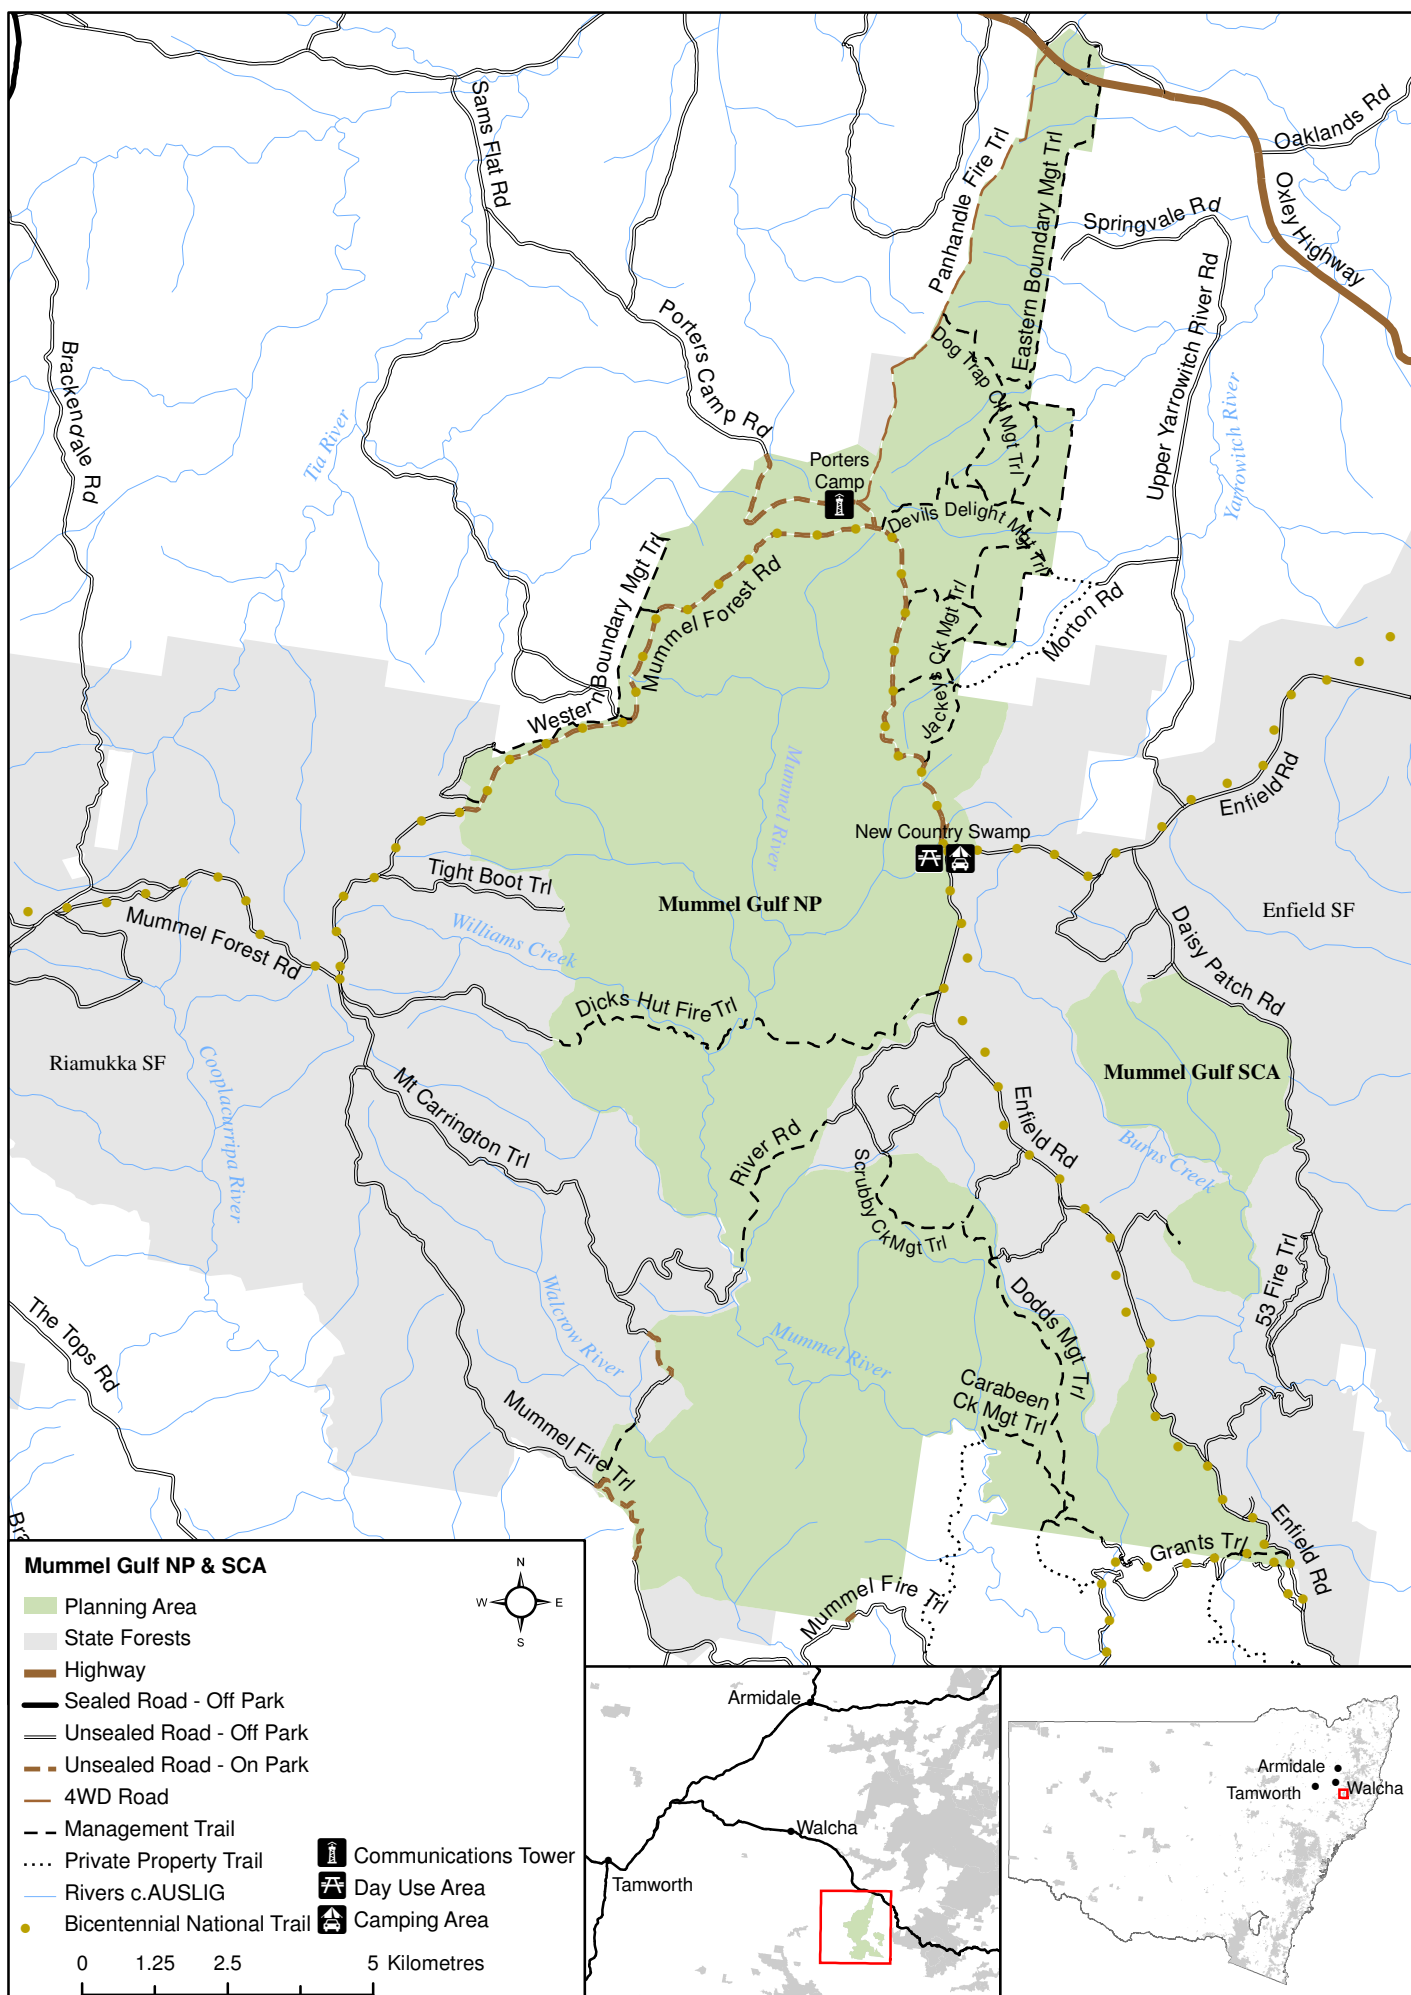 Sams Flat Rd
Oaklands Rd
Panhandle Fire Trl
Eastern Boundary Mgt Trl
Oxley Highway
Springvale Rd
Upper Yarrowitch River Rd
Porters Camp Rd
Brackendale Rd
Dog Trap Ck Mgt Trl
Tia River
Yarrowitch River
Porters
Camp
Devils Delight Mgt Trl
Western Boundary Mgt Trl
Mummel Forest Rd
Jackeys Ck Mgt Trl
Morton Rd
Mummel River
Enfield Rd
New Country Swamp
Tight Boot Trl
Mummel Gulf NP
Enfield SF
Mummel Forest Rd
Williams Creek
Daisy Patch Rd
Dicks Hut Fire Trl
Riamukka SF
Cooplacurripa River
Mummel Gulf SCA
Mt Carrington Trl
Enfield Rd
River Rd
Scrubby Ck Mgt Trl
Burns Creek
53 Fire Trl
Walcrow River
Dodds Mgt Trl
The Tops Rd
Mummel River
Carabeen
Ck Mgt Trl
Mummel Fire Trl
Enfield Rd
Grants Trl
Bra
Mummel Fire Trl
Mummel Gulf NP & SCA
N
W
E
S
Planning Area
State Forests
Highway
Sealed Road - Off Park
Unsealed Road - Off Park
Unsealed Road - On Park
4WD Road
Management Trail
Private Property Trail
Rivers c.AUSLIG
Bicentennial National Trail
Communications Tower
Day Use Area
Camping Area
0 1.25 2.5 5 Kilometres
Armidale
Walcha
Tamworth
Armidale
Tamworth
Walcha